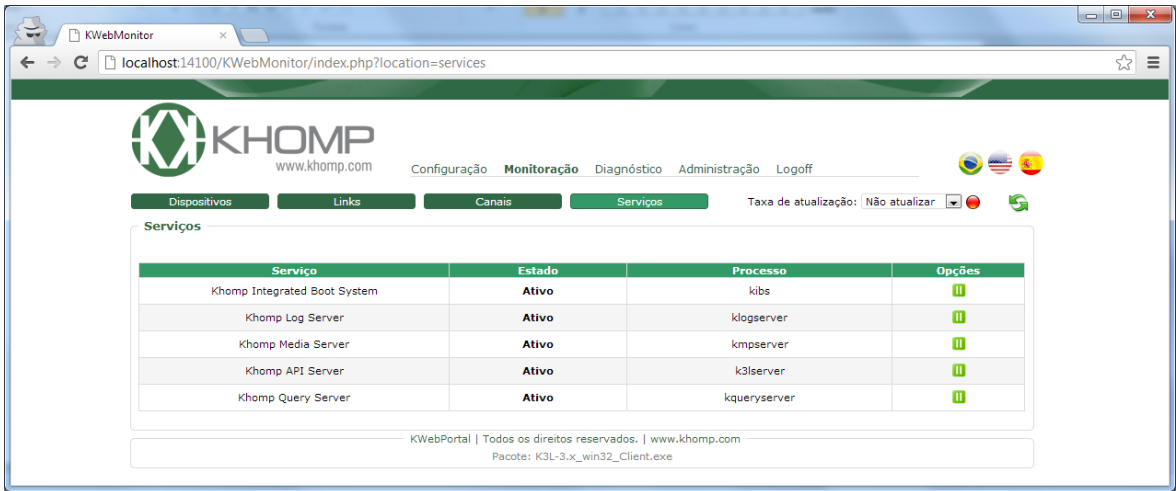 KWebMonitor
localhost:14100/KWebMonitor/index.php?location=services
KHOMP
www.khomp.com
Configuração Monitoração Diagnóstico Administração Logoff
Dispositivos Links Canais Serviços Taxa de atualização: Não atualizar
Serviços
Serviço Estado Processo Opções
Khomp Integrated Boot System Ativo kibs
Khomp Log Server Ativo klogserver
Khomp Media Server Ativo kmpserver
Khomp API Server Ativo k3lserver
Khomp Query Server Ativo kqueryserver
KWebPortal | Todos os direitos reservados. | www.khomp.com
Pacote: K3L-3.x_win32_Client.exe